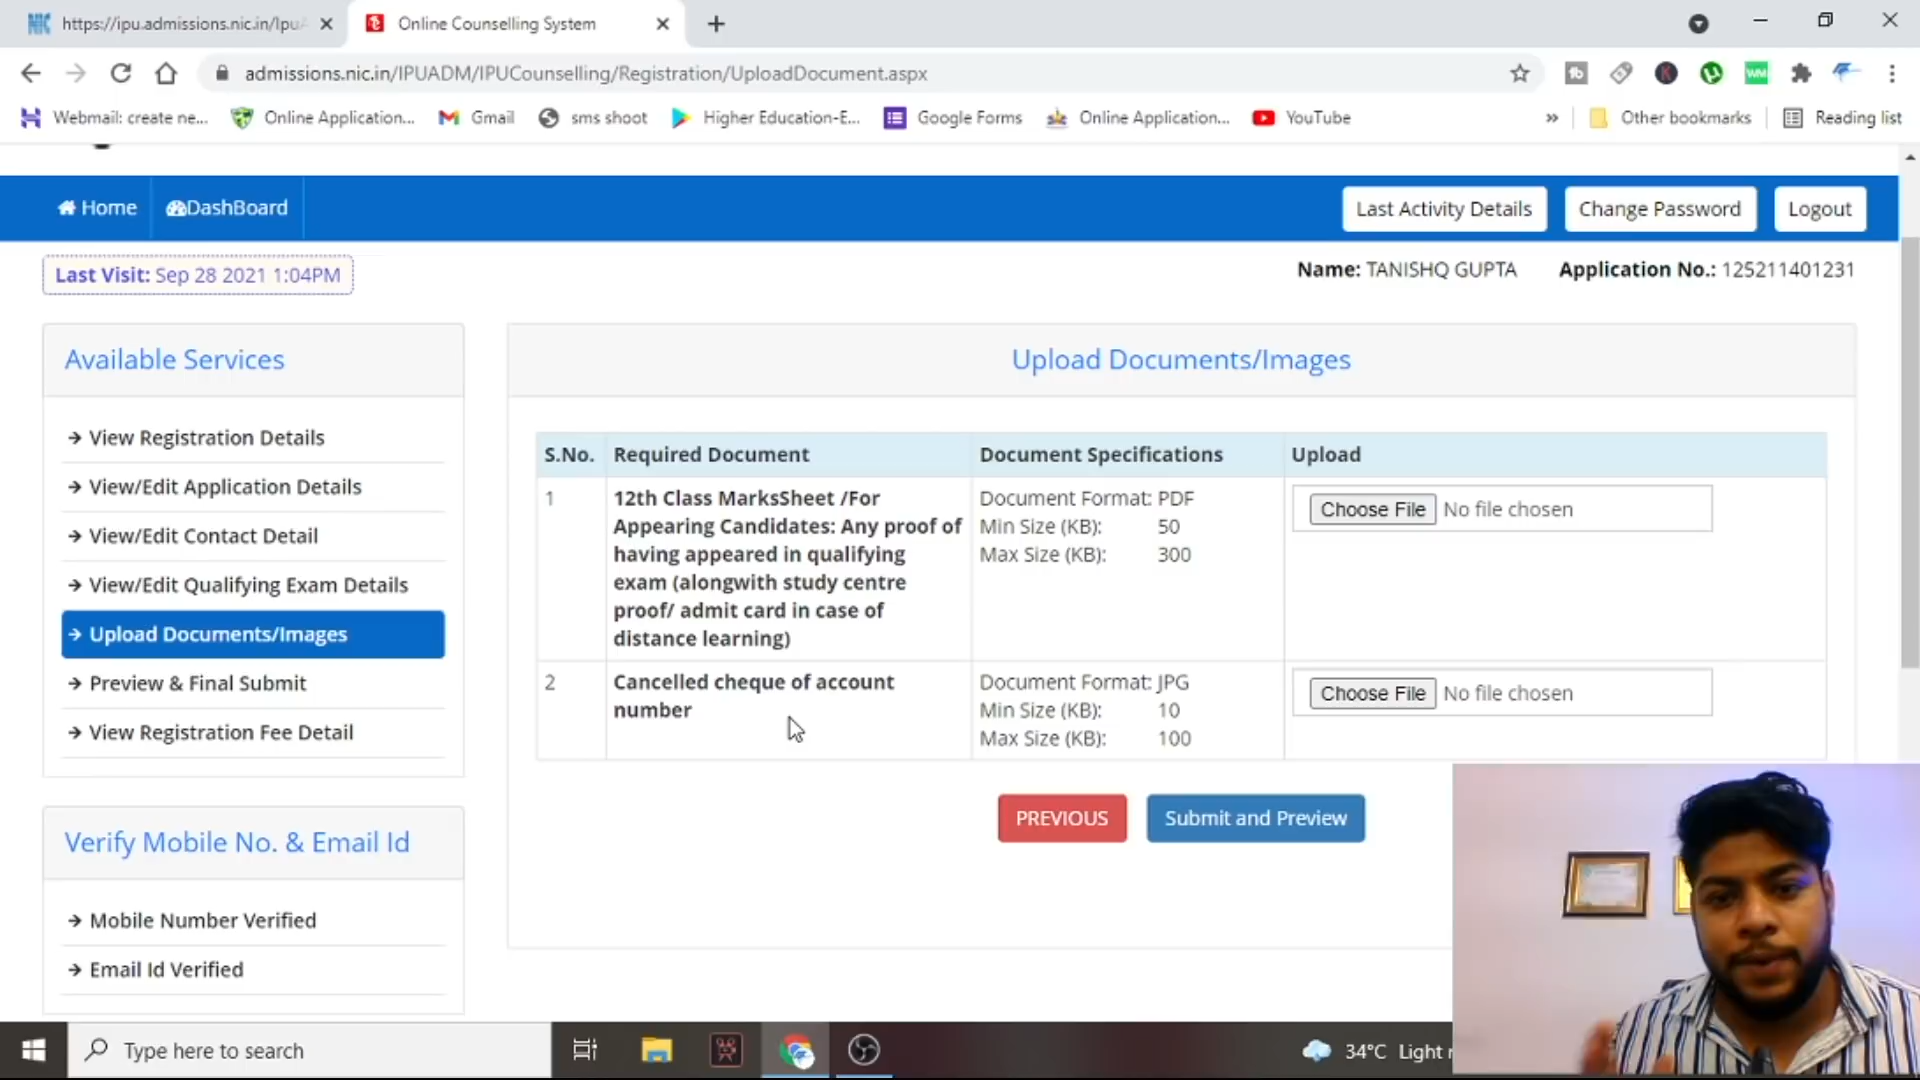 NIC https://ipu.admissions.nic.in/Ipu
Online Counselling System
admissions.nic.in/IPUADM/IPUCounselling/Registration/UploadDocument.aspx
Webmail: create ne...
Online Application...
Gmail
sms shoot
Higher Education-E...
Google Forms
Online Application...
YouTube
»
Other bookmarks
Reading list
Home
DashBoard
Last Activity Details
Change Password
Logout
Last Visit: Sep 28 2021 1:04PM
Name: TANISHQ GUPTA
Application No.: 125211401231
Available Services
View Registration Details
View/Edit Application Details
View/Edit Contact Detail
View/Edit Qualifying Exam Details
Upload Documents/Images
Preview & Final Submit
View Registration Fee Detail
Verify Mobile No. & Email Id
Mobile Number Verified
Email Id Verified
Upload Documents/Images
S.No. Required Document Document Specifications Upload
1
12th Class MarksSheet /For
Appearing Candidates: Any proof of
having appeared in qualifying
exam (alongwith study centre
proof/ admit card in case of
distance learning)
Document Format: PDF
Min Size (KB): 50
Max Size (KB): 300
Choose File No file chosen
2
Cancelled cheque of account
number
Document Format: JPG
Min Size (KB): 10
Max Size (KB): 100
Choose File No file chosen
PREVIOUS
Submit and Preview
Type here to search
34°C Light